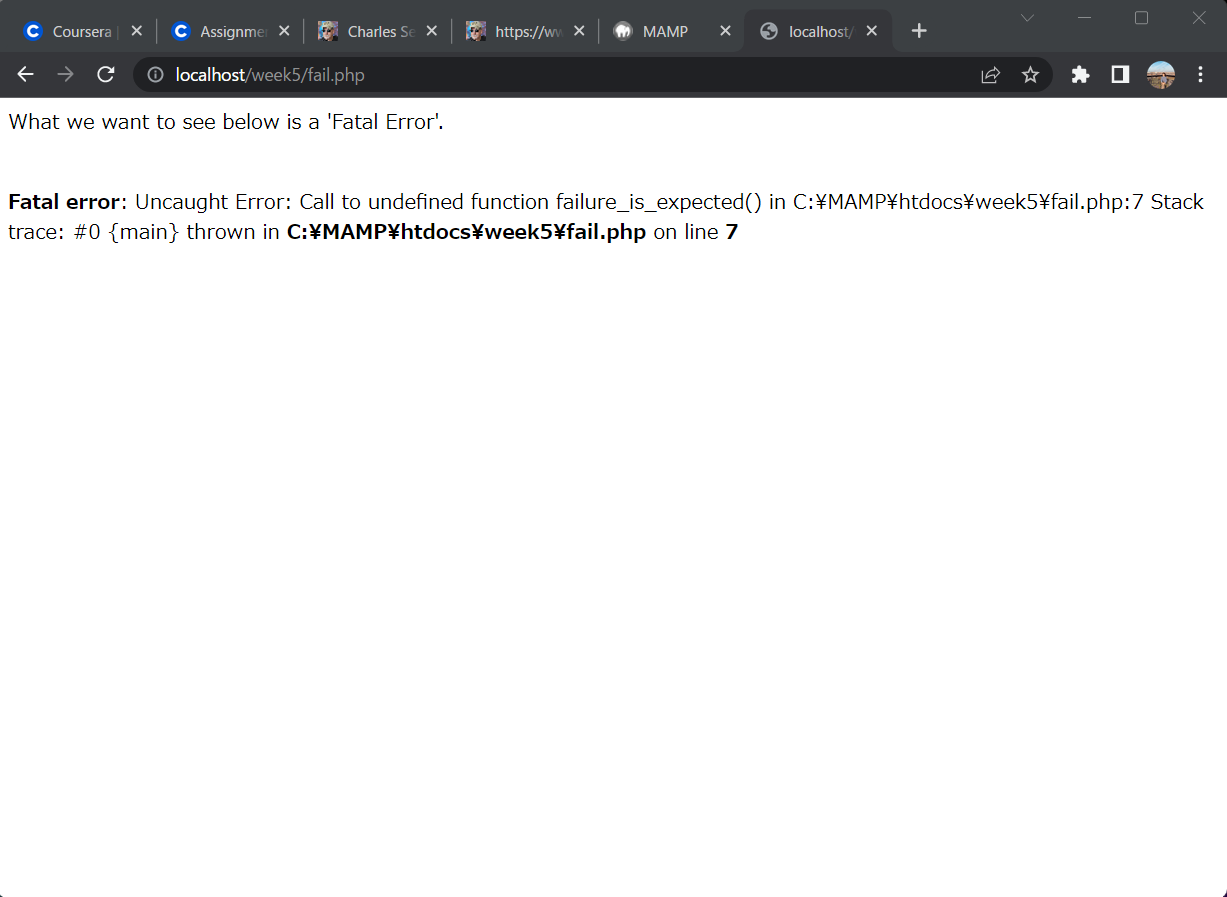 Coursera
Assignme
Charles Se
https://ww
MAMP
localhost/
localhost/week5/fail.php
What we want to see below is a 'Fatal Error'.
Fatal error: Uncaught Error: Call to undefined function failure_is_expected() in C:¥MAMP¥htdocs¥week5¥fail.php:7 Stack
trace: #0 {main} thrown in C:¥MAMP¥htdocs¥week5¥fail.php on line 7